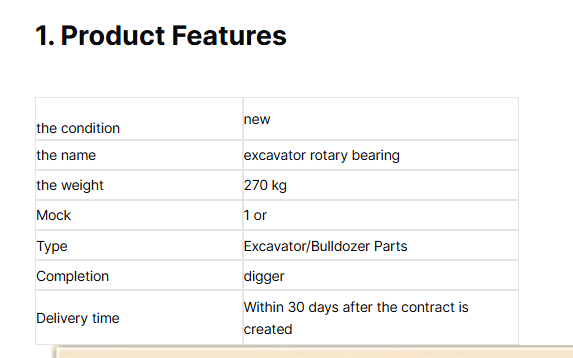 1. Product Features
the condition
new
the name
excavator rotary bearing
the weight
270 kg
Mock
1 or
Type
Excavator/Bulldozer Parts
Completion
digger
Delivery time
Within 30 days after the contract is
created